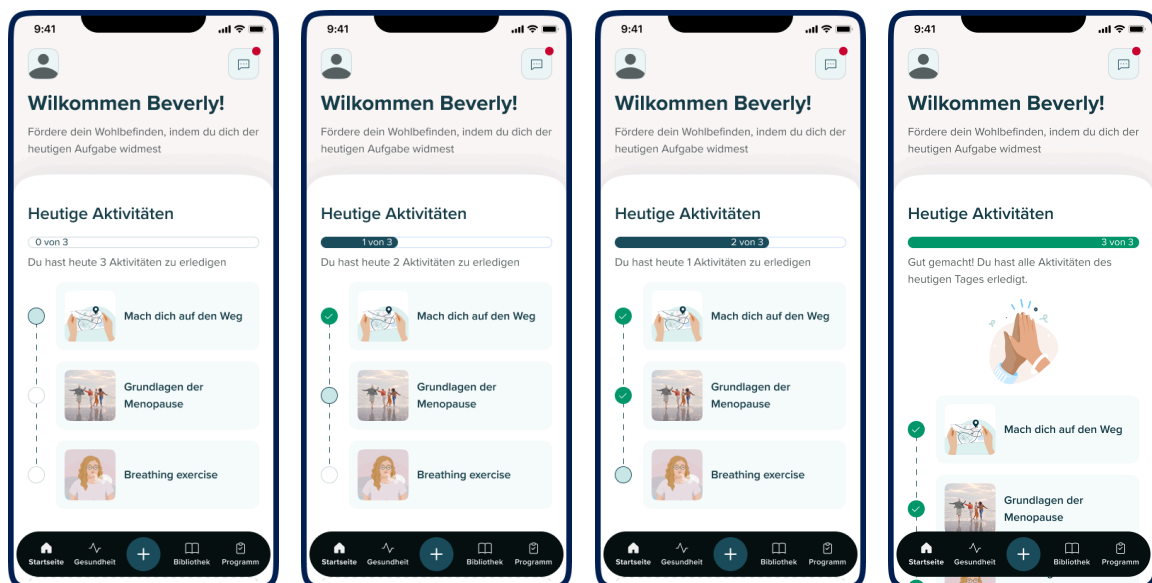 9:41
Wilkommen Beverly!
Fördere dein Wohlbefinden, indem du dich der
heutigen Aufgabe widmest
Heutige Aktivitäten
0 von 3
Du hast heute 3 Aktivitäten zu erledigen
Mach dich auf den Weg
Grundlagen der
Menopause
Breathing exercise
Startseite Gesundheit Bibliothek Programm
9:41
Wilkommen Beverly!
Fördere dein Wohlbefinden, indem du dich der
heutigen Aufgabe widmest
Heutige Aktivitäten
1 von 3
Du hast heute 2 Aktivitäten zu erledigen
Mach dich auf den Weg
Grundlagen der
Menopause
Breathing exercise
Startseite Gesundheit Bibliothek Programm
9:41
Wilkommen Beverly!
Fördere dein Wohlbefinden, indem du dich der
heutigen Aufgabe widmest
Heutige Aktivitäten
2 von 3
Du hast heute 1 Aktivitäten zu erledigen
Mach dich auf den Weg
Grundlagen der
Menopause
Breathing exercise
Startseite Gesundheit Bibliothek Programm
9:41
Wilkommen Beverly!
Fördere dein Wohlbefinden, indem du dich der
heutigen Aufgabe widmest
Heutige Aktivitäten
3 von 3
Gut gemacht! Du hast alle Aktivitäten des
heutigen Tages erledigt.
Mach dich auf den Weg
Grundlagen der
Menopause
Startseite Gesundheit Bibliothek Programm